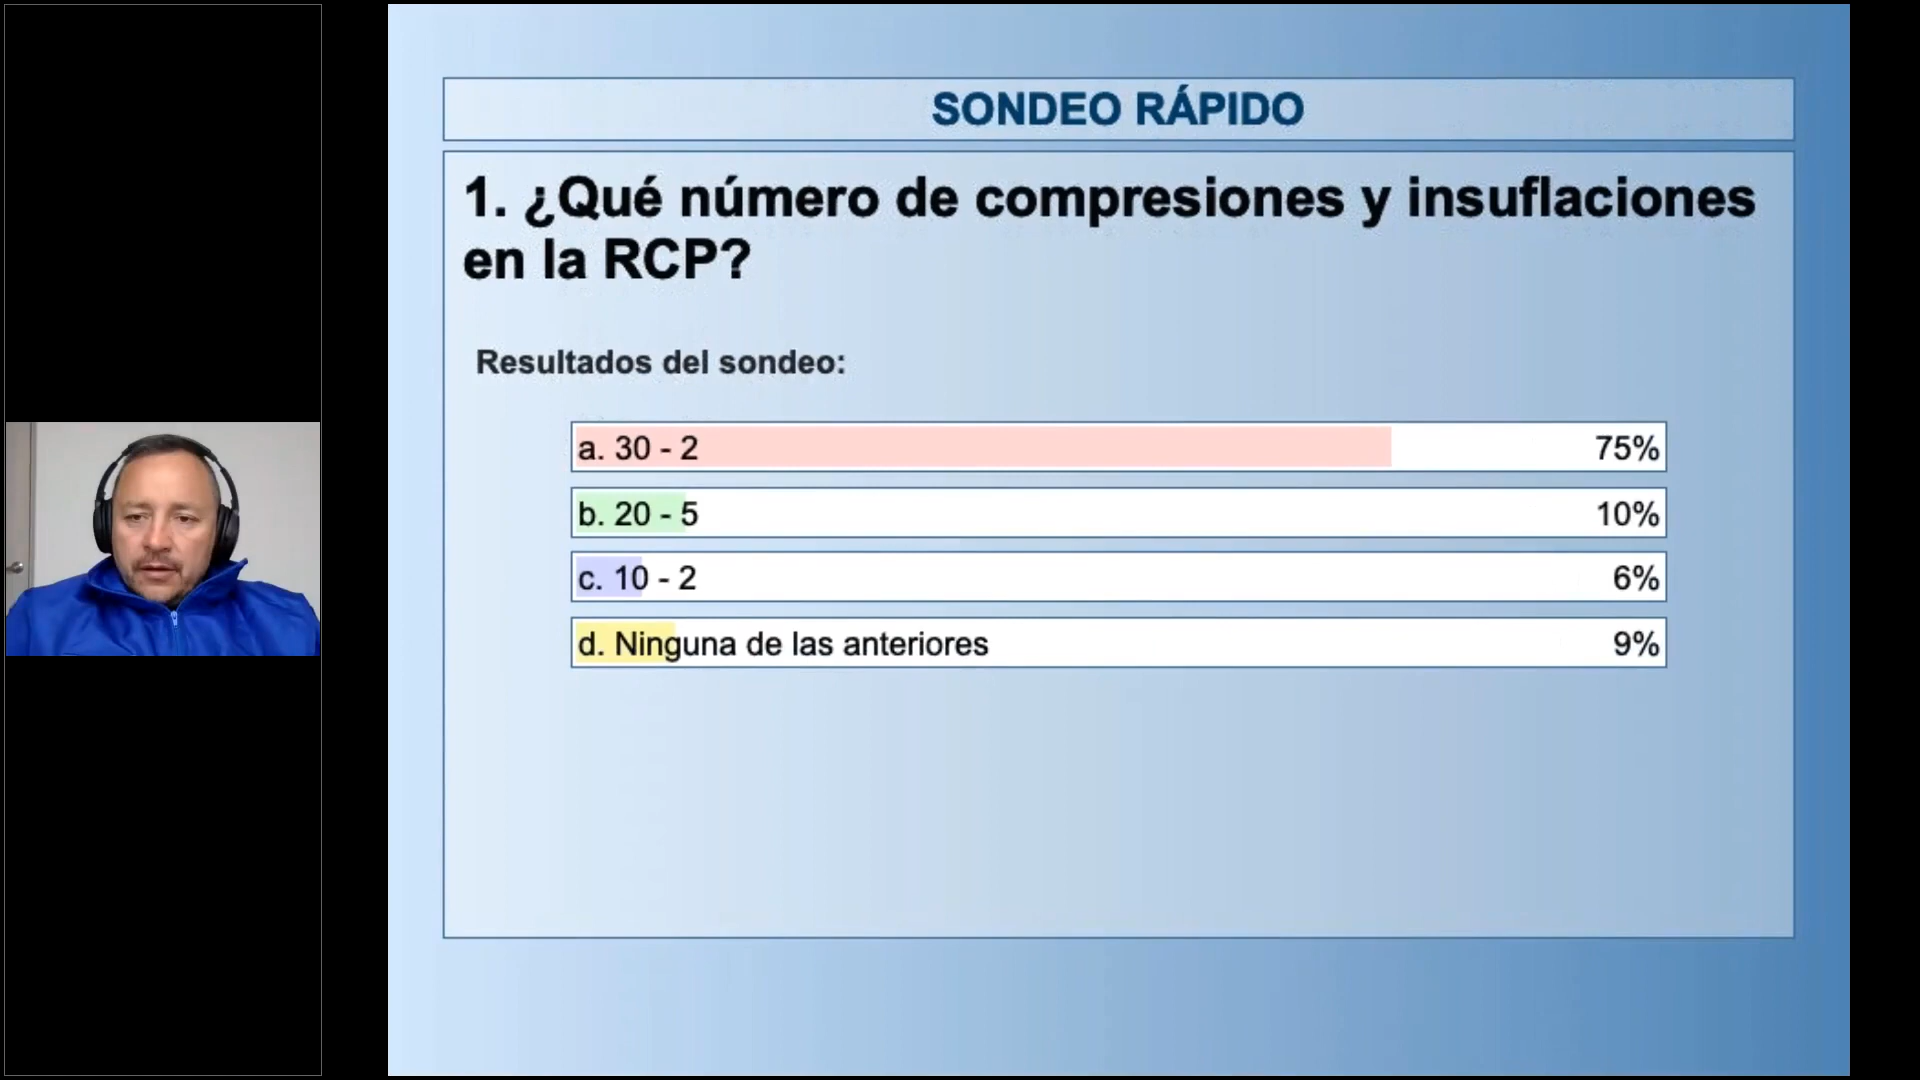 SONDEO RÁPIDO
1. ¿Qué número de compresiones y insuflaciones
en la RCP?
Resultados del sondeo:
a. 30 - 2 75%
b. 20 - 5 10%
c. 10 - 2 6%
d. Ninguna de las anteriores 9%